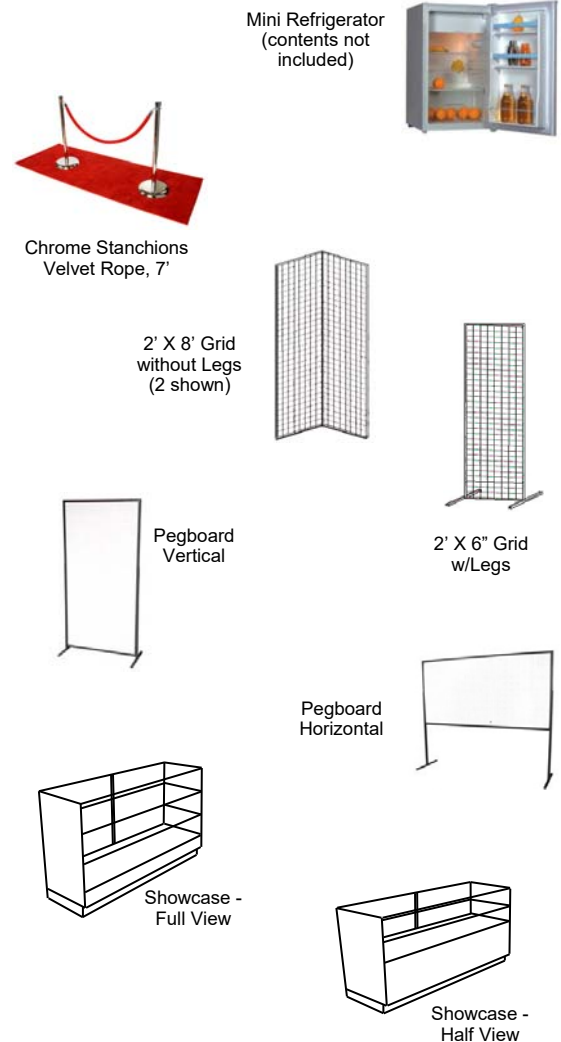 Mini Refrigerator
(contents not
included)
Chrome Stanchions
Velvet Rope, 7’
2’ X 8’ Grid
without Legs
(2 shown)
2’ X 6” Grid
w/Legs
Pegboard
Vertical
Pegboard
Horizontal
Showcase -
Full View
Showcase -
Half View